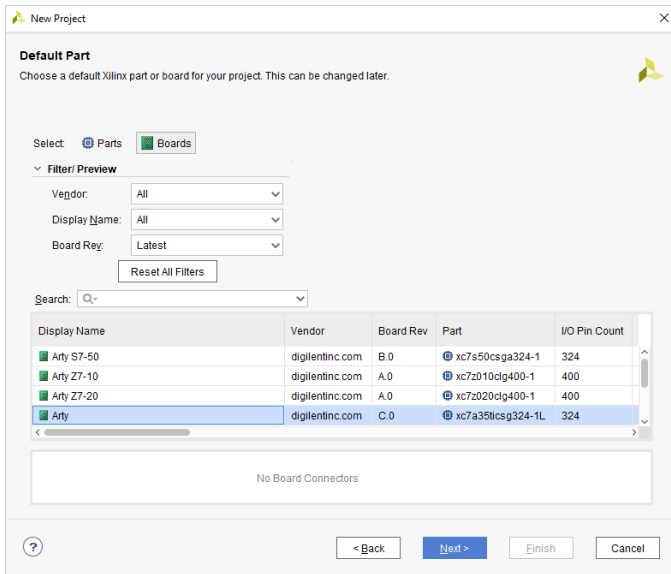 New Project
Default Part
Choose a default Xilinx part or board for your project. This can be changed later.
Select: Parts Boards
Filter/ Preview
Vendor: All
Display Name: All
Board Rev: Latest
Reset All Filters
Search: Q-
Display Name Vendor Board Rev Part I/O Pin Count
Arty S7-50 digilentinc.com B.0 xc7s50csga324-1 324
Arty Z7-10 digilentinc.com A.0 xc7z010clg400-1 400
Arty Z7-20 digilentinc.com A.0 xc7z020clg400-1 400
Arty digilentinc.com C.0 xc7a35ticsg324-1L 324
No Board Connectors
? < Back Next > Finish Cancel